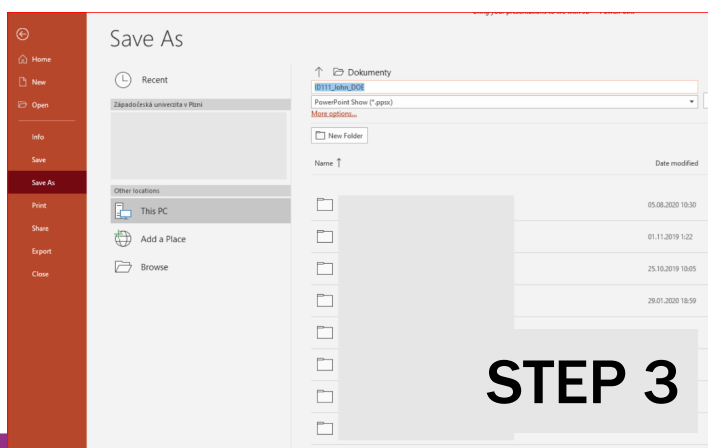 Save As
Home
New
Open
Info
Save
Save As
Print
Share
Export
Close
Recent
Západočeská univerzita v Plzni
Other locations
This PC
Add a Place
Browse
↑ Dokumenty
ID111_John_DOE
PowerPoint Show (*.ppsx)
More options...
New Folder
Name ↑ Date modified
05.08.2020 10:30
01.11.2019 1:22
25.10.2019 10:05
29.01.2020 18:59
STEP 3